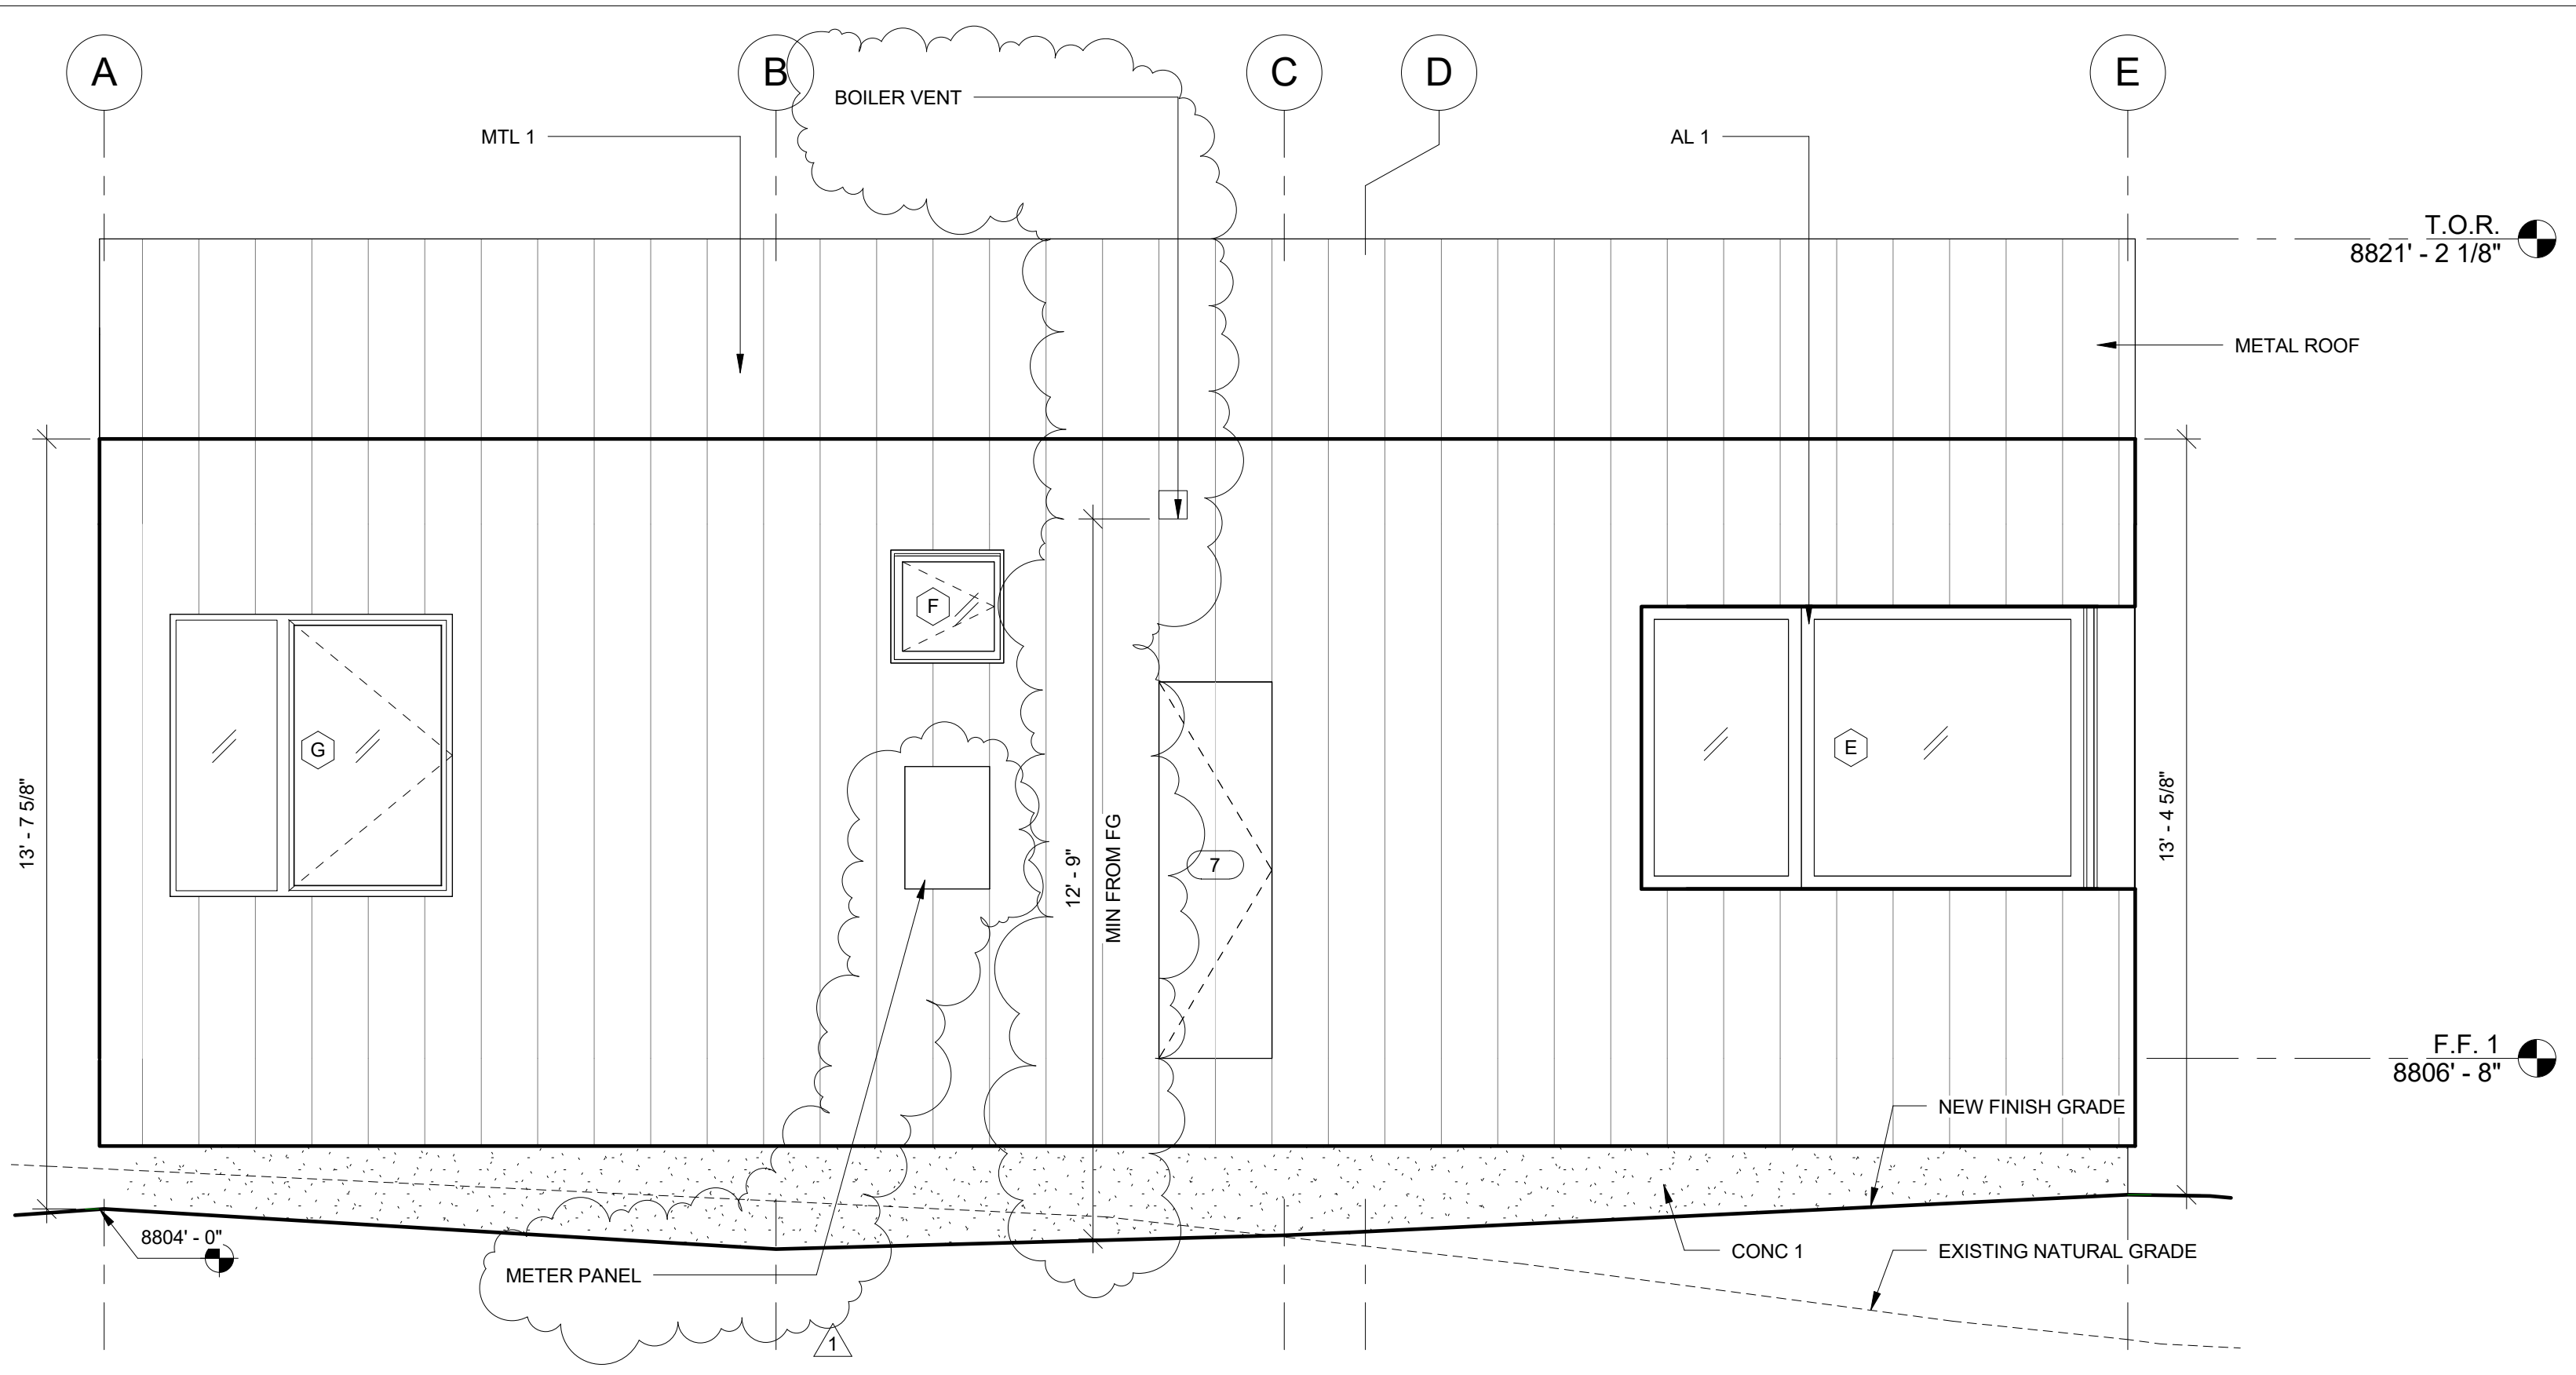 A
B
C
D
E
BOILER VENT
MTL 1
AL 1
T.O.R.
8821' - 2 1/8"
METAL ROOF
F
G
E
13' - 7 5/8"
12' - 9"
MIN FROM FG
7
13' - 4 5/8"
F.F. 1
8806' - 8"
NEW FINISH GRADE
8804' - 0"
CONC 1
EXISTING NATURAL GRADE
METER PANEL
1